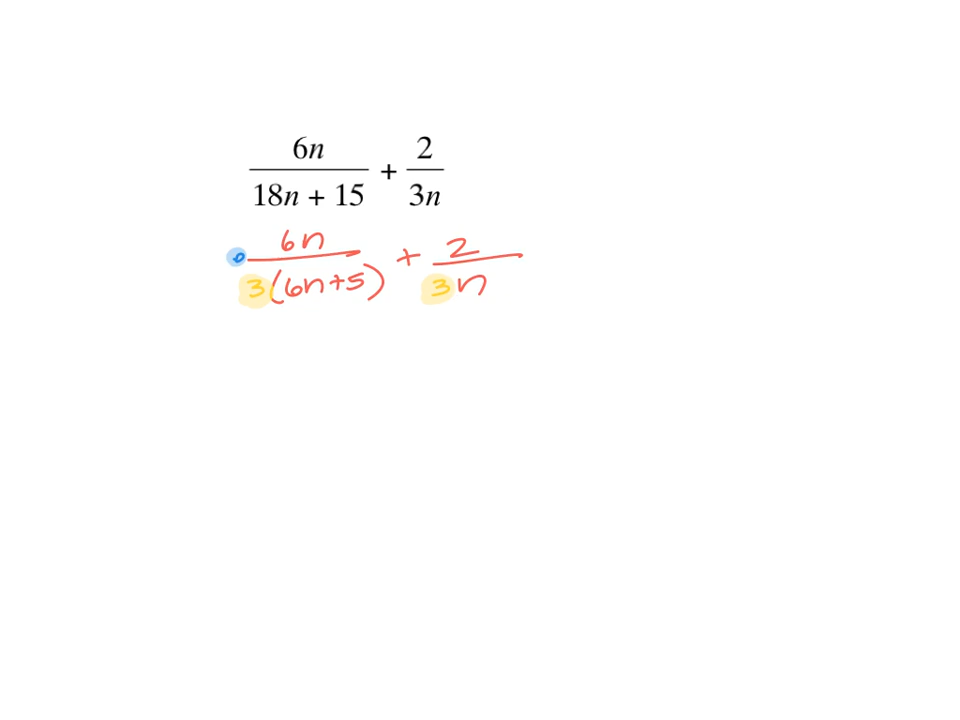 6n/(18n + 15) + 2/(3n)
6n/(3(6n+5)) + 2/(3n)